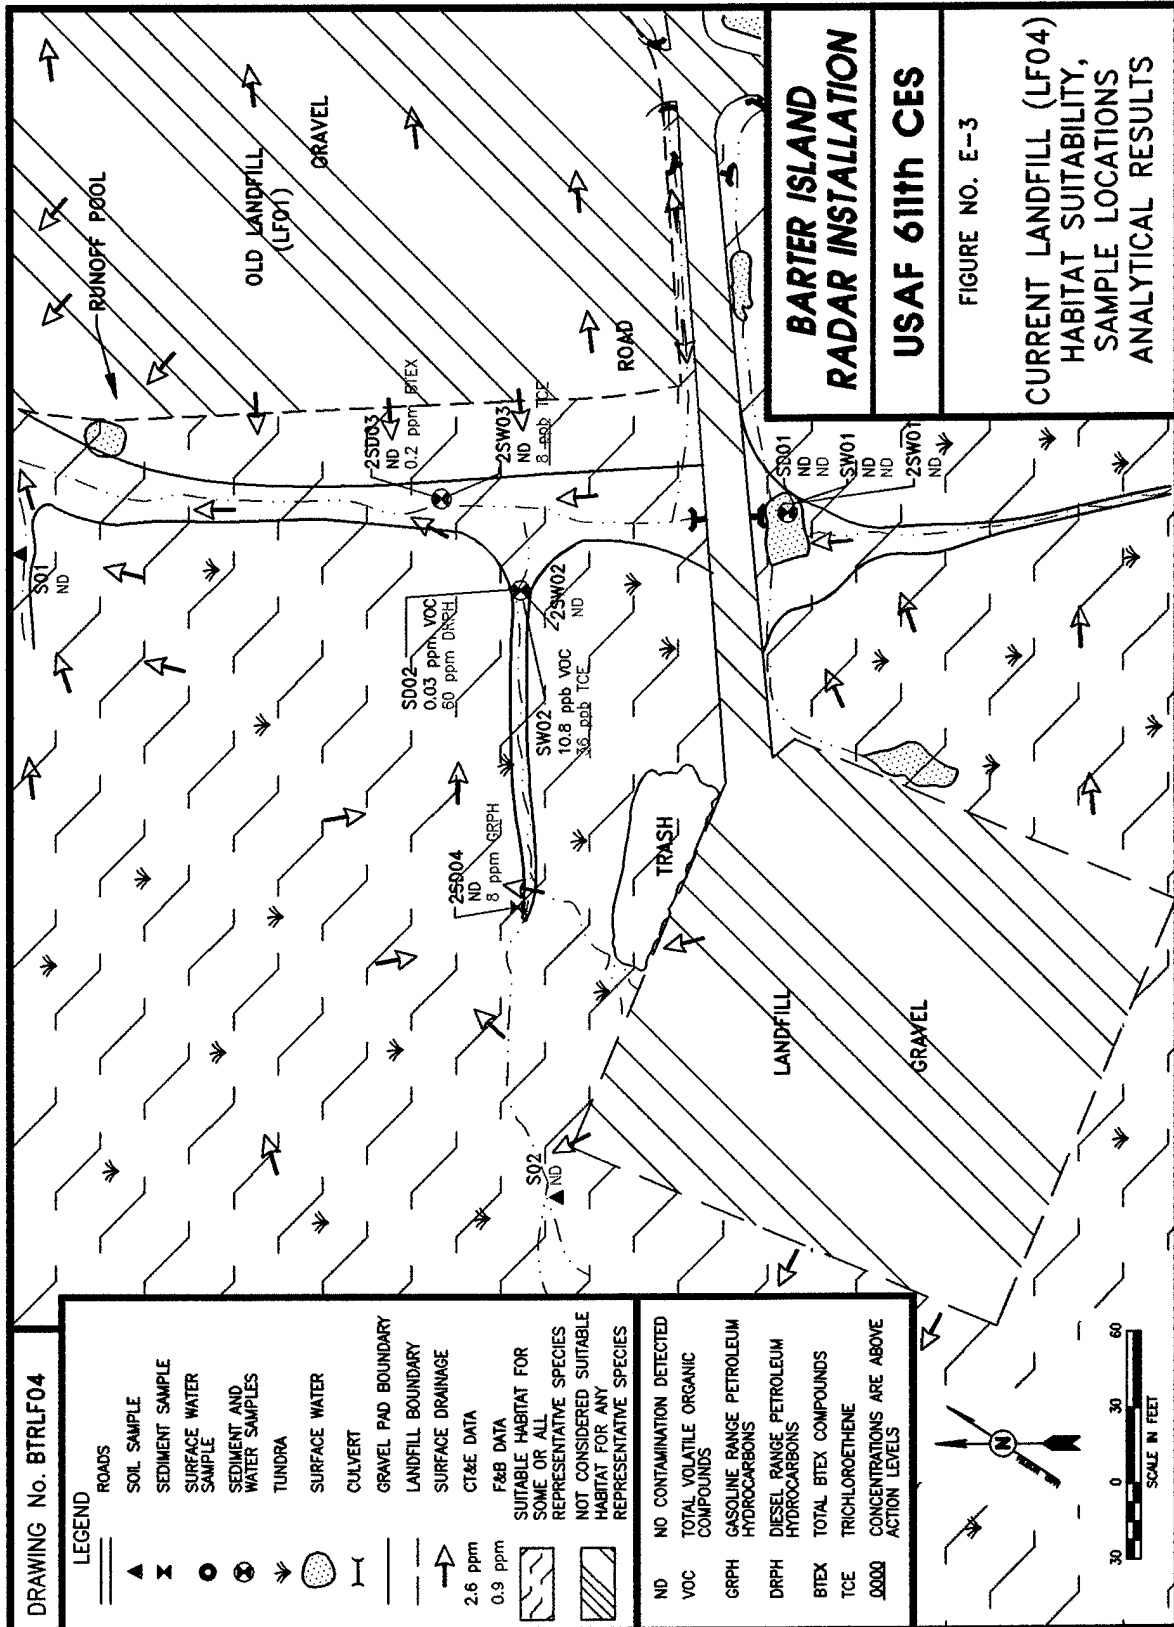 DRAWING No. BTRLF04
LEGEND
ROADS
SOIL SAMPLE
SEDIMENT SAMPLE
SURFACE WATER
SAMPLE
SEDIMENT AND
WATER SAMPLES
TUNDRA
SURFACE WATER
CULVERT
GRAVEL PAD BOUNDARY
LANDFILL BOUNDARY
SURFACE DRAINAGE
2.6 ppm CT&E DATA
0.9 ppm F&B DATA
SUITABLE HABITAT FOR
SOME OR ALL
REPRESENTATIVE SPECIES
NOT CONSIDERED SUITABLE
HABITAT FOR ANY
REPRESENTATIVE SPECIES
ND NO CONTAMINATION DETECTED
VOC TOTAL VOLATILE ORGANIC
COMPOUNDS
GRPH GASOLINE RANGE PETROLEUM
HYDROCARBONS
DRPH DIESEL RANGE PETROLEUM
HYDROCARBONS
BTEX TOTAL BTEX COMPOUNDS
TCE TRICHLOROETHENE
0000 CONCENTRATIONS ARE ABOVE
ACTION LEVELS
N
30 0 30 60
SCALE IN FEET
S01
ND
RUNOFF POOL
OLD LANDFILL
(LF01)
GRAVEL
SD02
0.03 ppm VOC
60 ppm DRRH
2SD03
ND
0.2 ppm BTEX
2SW03
ND
8 ppb TCE
2SD04
ND
8 ppm GRPH
SW02
10.8 ppb VOC
36 ppb TCE
2SW02
ND
ROAD
S02
ND
TRASH
LANDFILL
GRAVEL
SD01
ND
ND
SW01
ND
ND
2SW01
ND
BARTER ISLAND
RADAR INSTALLATION
USAF 611th CES
FIGURE NO. E-3
CURRENT LANDFILL (LF04)
HABITAT SUITABILITY,
SAMPLE LOCATIONS
ANALYTICAL RESULTS